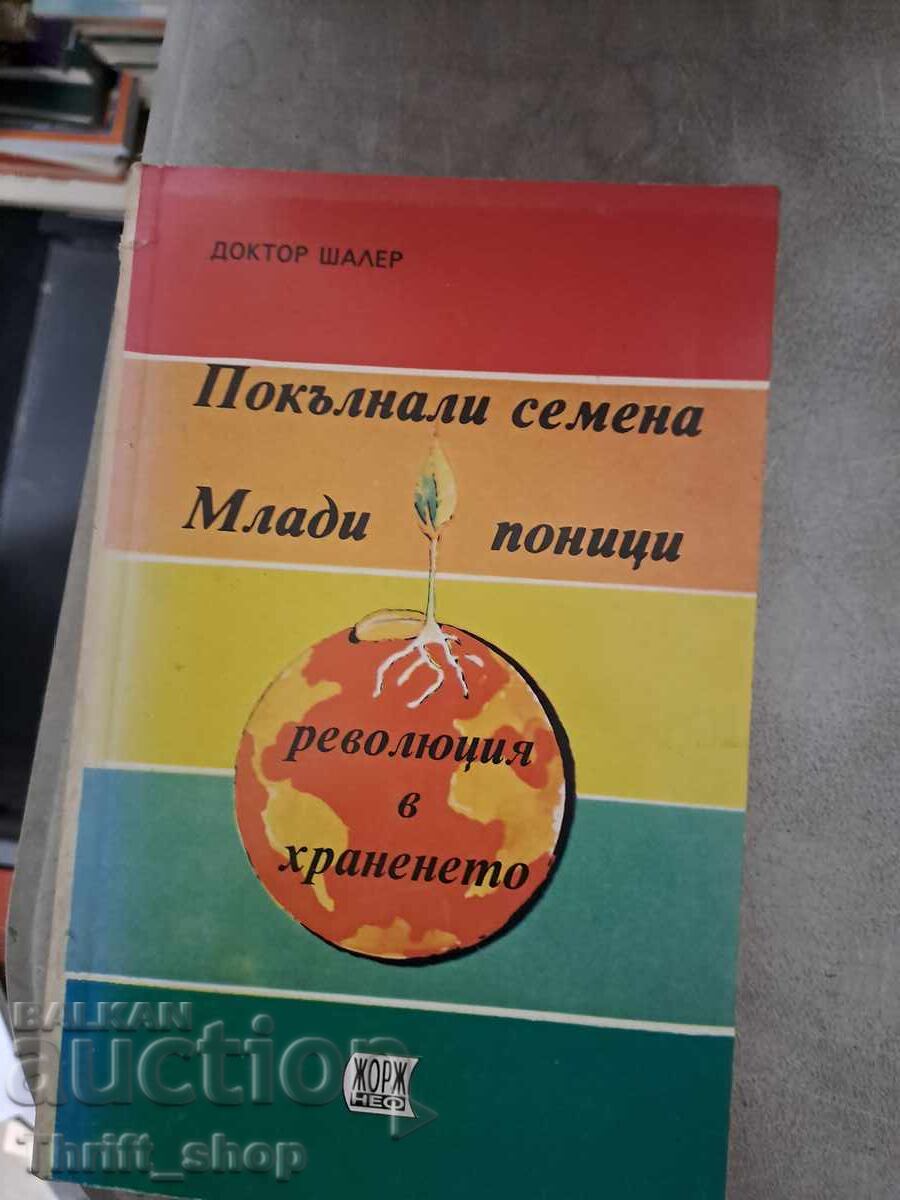 ДОКТОР ШАЛЕР
Покълнали семена
Млади поници
революция
в
храненето
ЖОРЖ
НЕФ
BALKAN
auction
Thrift_shop